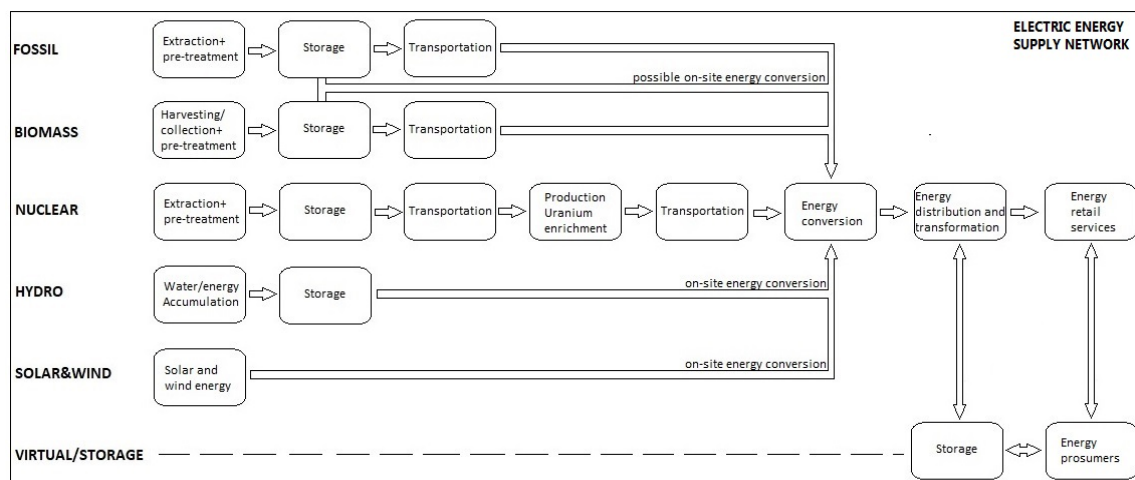 ELECTRIC ENERGY
SUPPLY NETWORK
FOSSIL
Extraction+
pre-treatment
Storage
Transportation
possible on-site energy conversion
BIOMASS
Harvesting/
collection+
pre-treatment
Storage
Transportation
NUCLEAR
Extraction+
pre-treatment
Storage
Transportation
Production
Uranium
enrichment
Transportation
Energy
conversion
Energy
distribution and
transformation
Energy
retail
services
HYDRO
Water/energy
Accumulation
Storage
on-site energy conversion
SOLAR&WIND
Solar and
wind energy
on-site energy conversion
VIRTUAL/STORAGE
Storage
Energy
prosumers